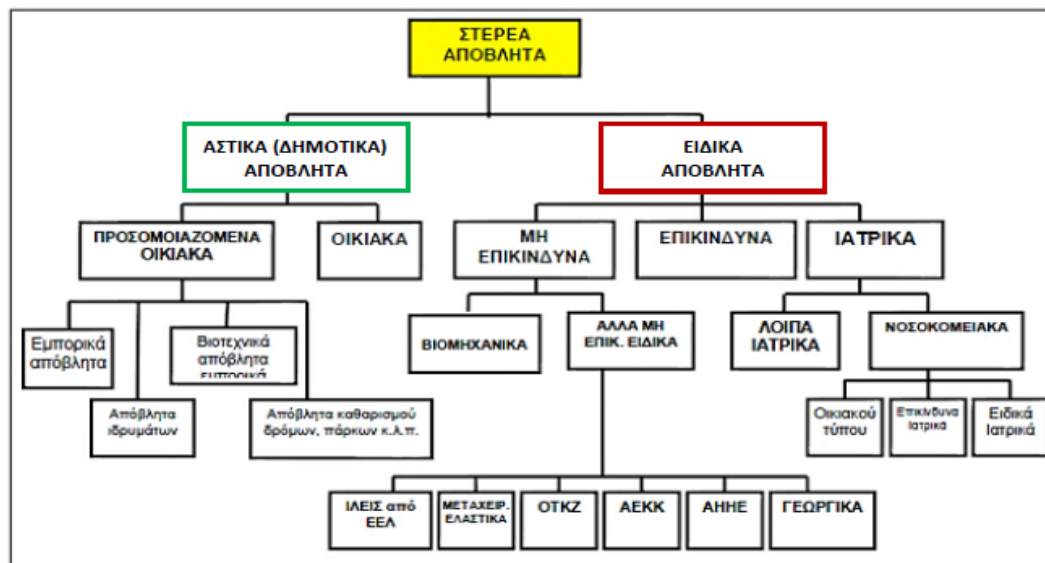 ΣΤΕΡΕΑ
ΑΠΟΒΛΗΤΑ
ΑΣΤΙΚΑ (ΔΗΜΟΤΙΚΑ)
ΑΠΟΒΛΗΤΑ
ΕΙΔΙΚΑ
ΑΠΟΒΛΗΤΑ
ΠΡΟΣΟΜΟΙΑΖΟΜΕΝΑ
ΟΙΚΙΑΚΑ
ΟΙΚΙΑΚΑ
ΜΗ
ΕΠΙΚΙΝΔΥΝΑ
ΕΠΙΚΙΝΔΥΝΑ
ΙΑΤΡΙΚΑ
Εμπορικά
απόβλητα
Βιοτεχνικά
απόβλητα
εμπορικά
ΒΙΟΜΗΧΑΝΙΚΑ
ΑΛΛΑ ΜΗ
ΕΠΙΚ. ΕΙΔΙΚΑ
ΛΟΙΠΑ
ΙΑΤΡΙΚΑ
ΝΟΣΟΚΟΜΕΙΑΚΑ
Απόβλητα
ιδρυμάτων
Απόβλητα καθαρισμού
δρόμων, πάρκων κ.λ.π.
Οικιακού
τύπου
Επικίνδυνα
Ιατρικά
Ειδικά
Ιατρικά
ΙΛΕΙΣ από
ΕΕΛ
ΜΕΤΑΧΕΙΡ.
ΕΛΑΣΤΙΚΑ
ΟΤΚΖ
ΑΕΚΚ
ΑΗΗΕ
ΓΕΩΡΓΙΚΑ